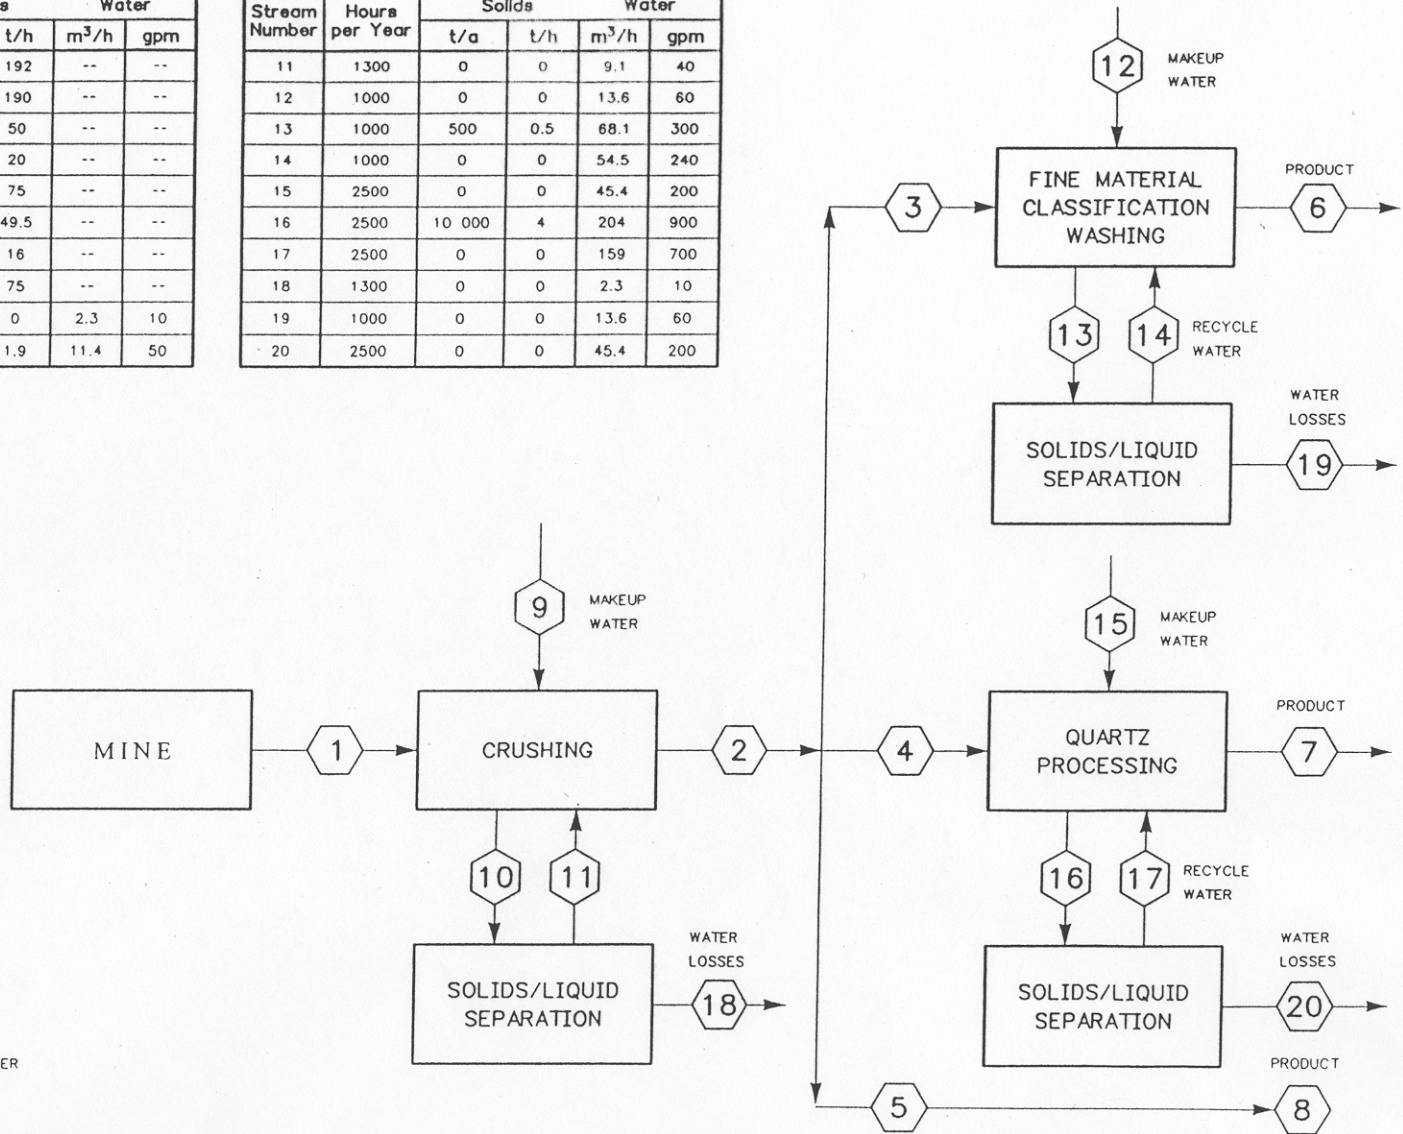 s Water
t/h m³/h gpm
192 -- --
190 -- --
50 -- --
20 -- --
75 -- --
49.5 -- --
16 -- --
75 -- --
0 2.3 10
1.9 11.4 50
Stream Number Hours per Year Solids Water
t/a t/h m³/h gpm
11 1300 0 0 9.1 40
12 1000 0 0 13.6 60
13 1000 500 0.5 68.1 300
14 1000 0 0 54.5 240
15 2500 0 0 45.4 200
16 2500 10 000 4 204 900
17 2500 0 0 159 700
18 1300 0 0 2.3 10
19 1000 0 0 13.6 60
20 2500 0 0 45.4 200
12
MAKEUP
WATER
3
FINE MATERIAL
CLASSIFICATION
WASHING
PRODUCT
6
13
14
RECYCLE
WATER
SOLIDS/LIQUID
SEPARATION
WATER
LOSSES
19
9
MAKEUP
WATER
15
MAKEUP
WATER
MINE
1
CRUSHING
2
4
QUARTZ
PROCESSING
PRODUCT
7
10
11
16
17
RECYCLE
WATER
SOLIDS/LIQUID
SEPARATION
WATER
LOSSES
18
SOLIDS/LIQUID
SEPARATION
WATER
LOSSES
20
ER
5
PRODUCT
8